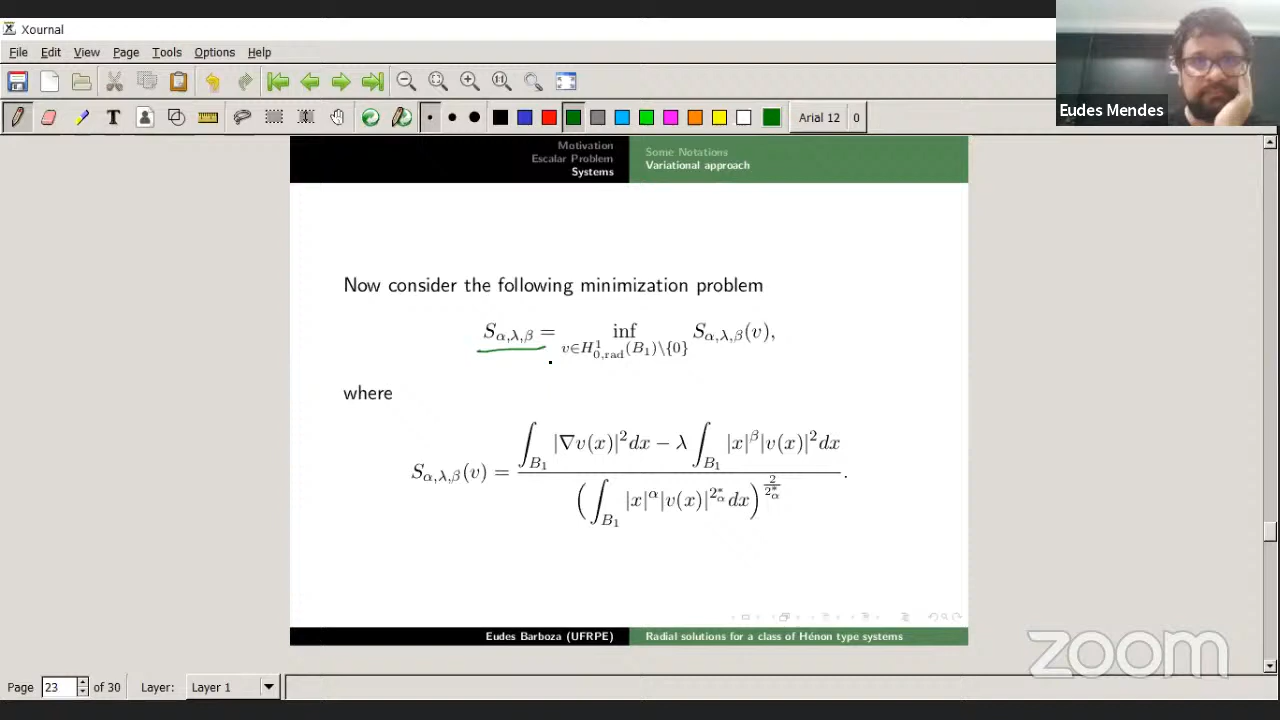 Xournal
File Edit View Page Tools Options Help
Eudes Mendes
T Arial 12 0
Motivation
Escalar Problem
Systems
Some Notations
Variational approach
Now consider the following minimization problem
S_{α,λ,β} = inf_{v∈H^1_{0,rad}(B_1)\{0}} S_{α,λ,β}(v),
where
S_{α,λ,β}(v) = \frac{∫_{B_1} |∇v(x)|^2 dx − λ ∫_{B_1} |x|^β |v(x)|^2 dx}{(∫_{B_1} |x|^α |v(x)|^{2^*_α} dx)^{\frac{2}{2^*_α}}}.
Eudes Barboza (UFRPE) Radial solutions for a class of Hénon type systems
zoom
Page 23 of 30 Layer: Layer 1